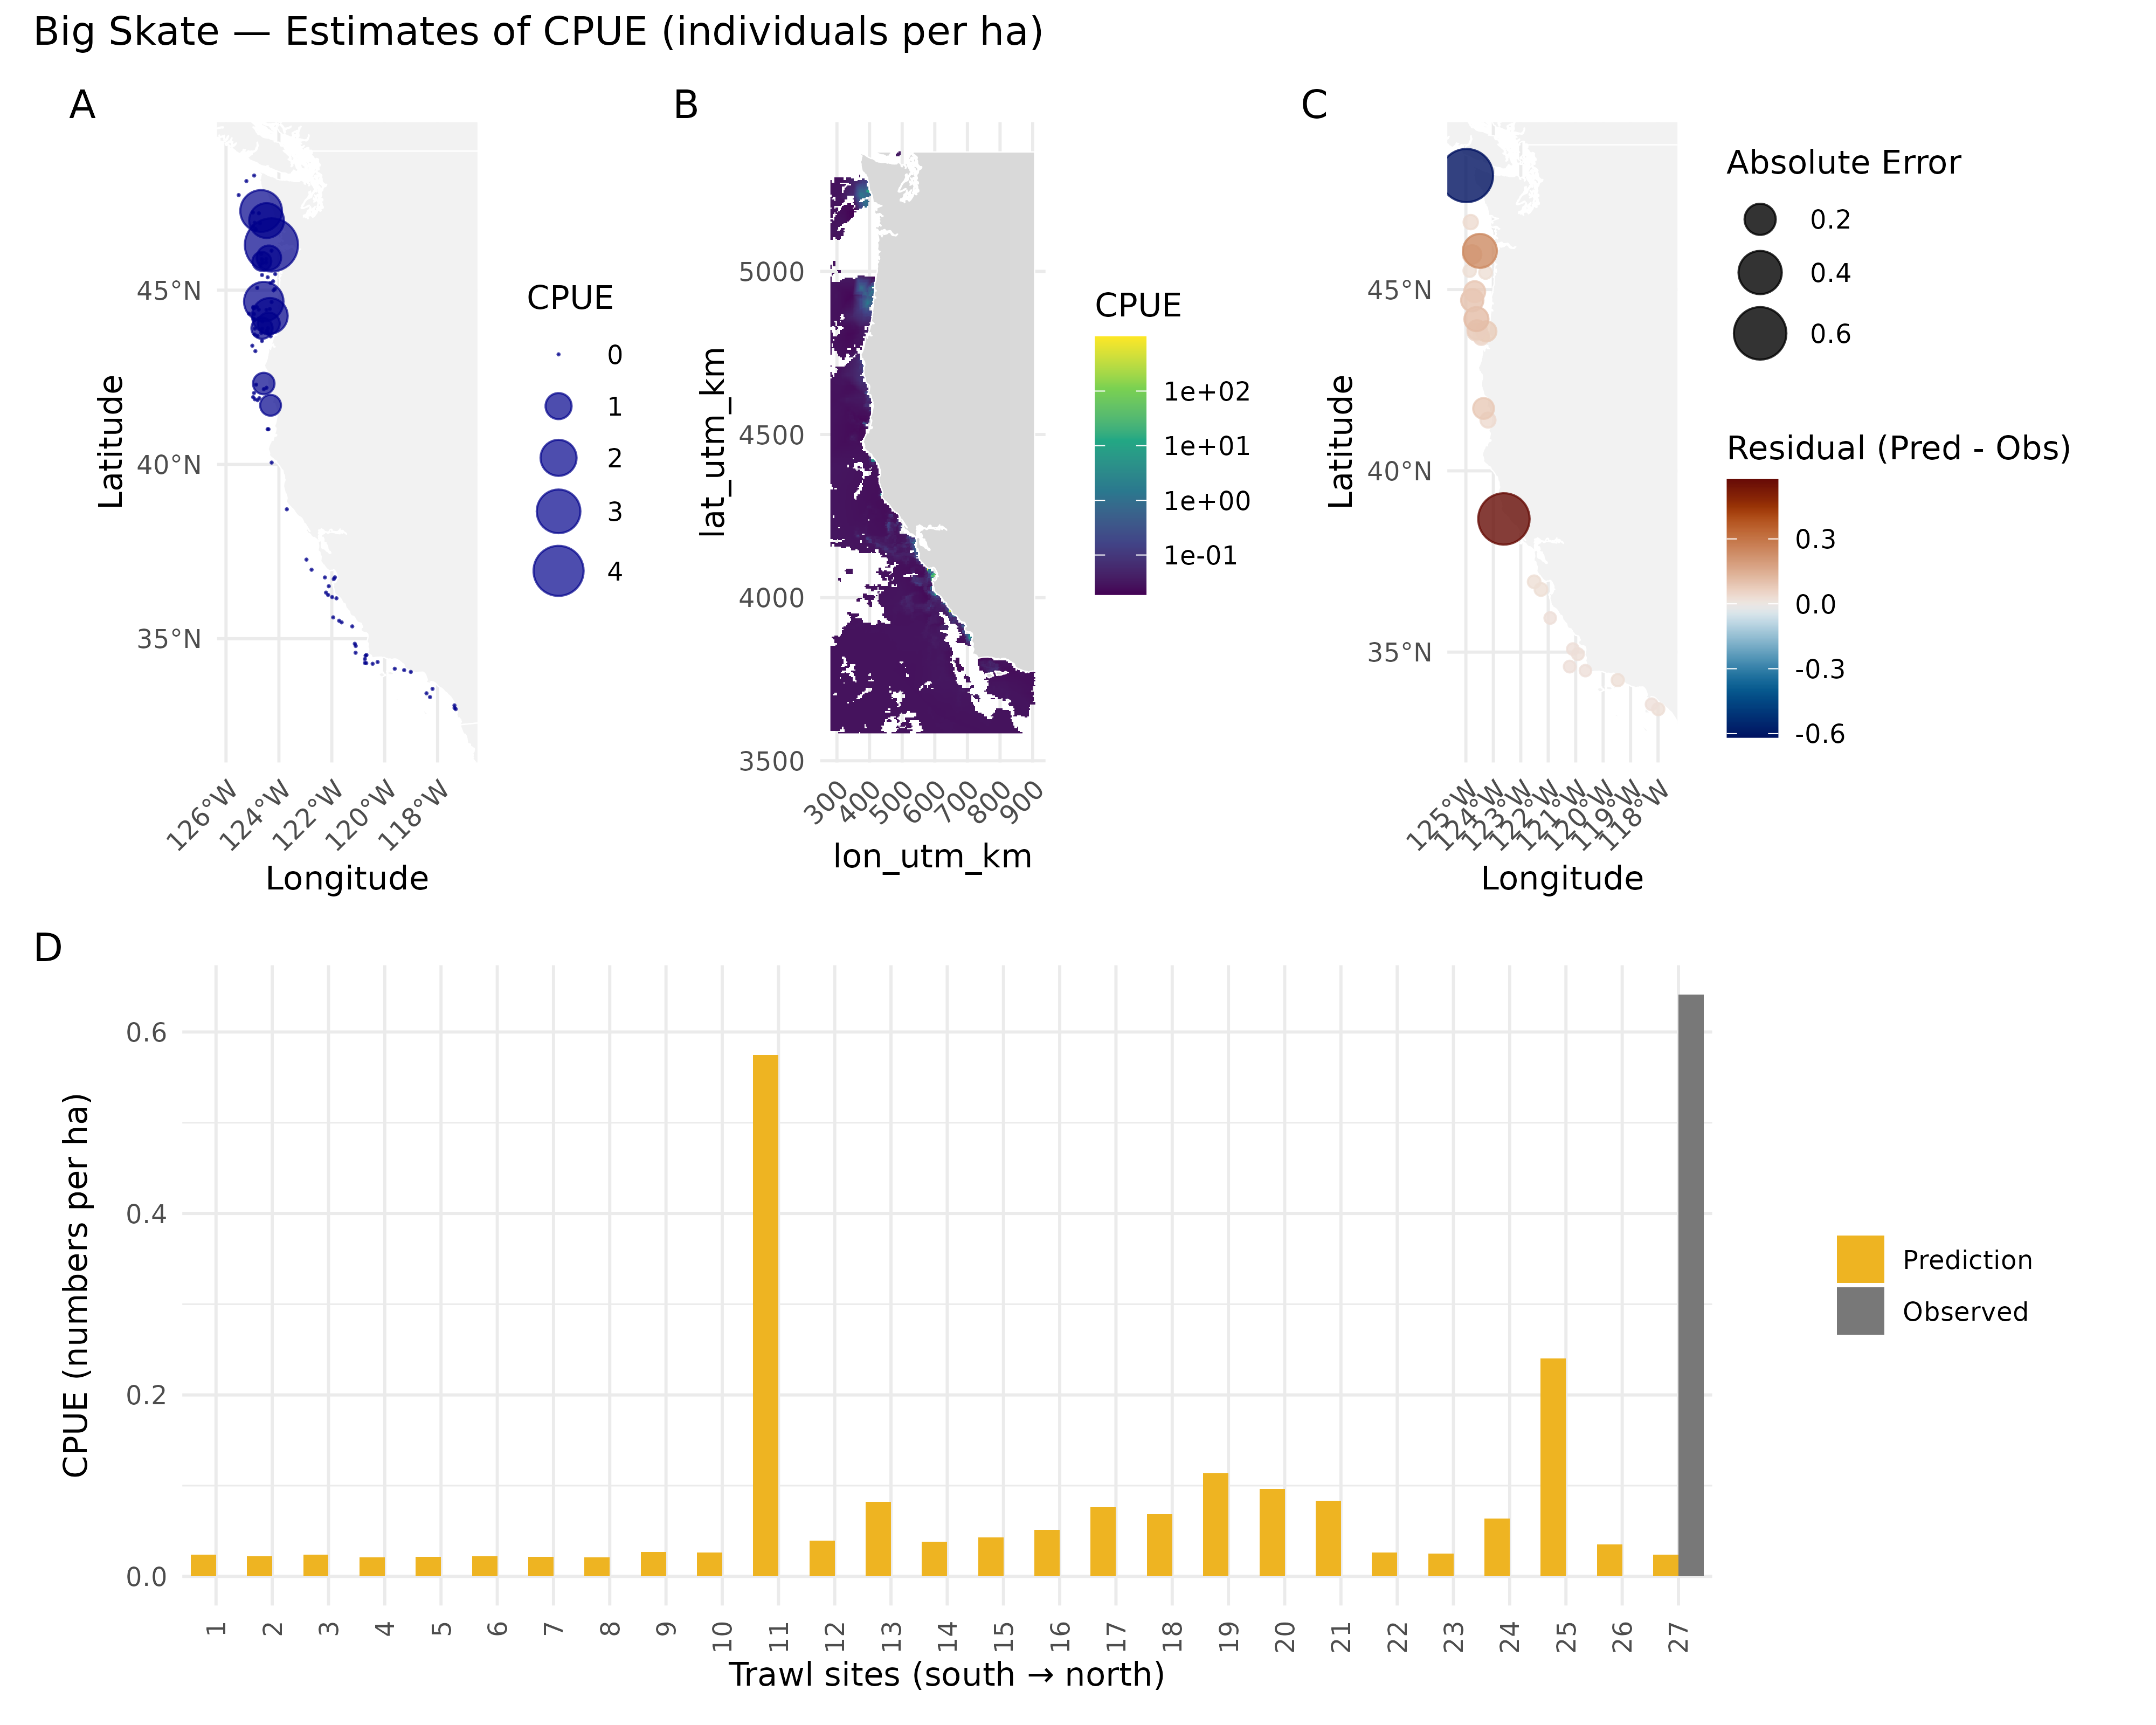 Big Skate — Estimates of CPUE (individuals per ha)
A
Latitude
45°N
40°N
35°N
126°W
124°W
122°W
120°W
118°W
Longitude
CPUE
0
1
2
3
4
B
lat_utm_km
5000
4500
4000
3500
300
400
500
600
700
800
900
lon_utm_km
CPUE
1e+02
1e+01
1e+00
1e-01
C
Latitude
45°N
40°N
35°N
125°W
124°W
123°W
122°W
121°W
120°W
119°W
118°W
Longitude
Absolute Error
0.2
0.4
0.6
Residual (Pred - Obs)
0.3
0.0
-0.3
-0.6
D
CPUE (numbers per ha)
0.6
0.4
0.2
0.0
1
2
3
4
5
6
7
8
9
10
11
12
13
14
15
16
17
18
19
20
21
22
23
24
25
26
27
Trawl sites (south → north)
Prediction
Observed